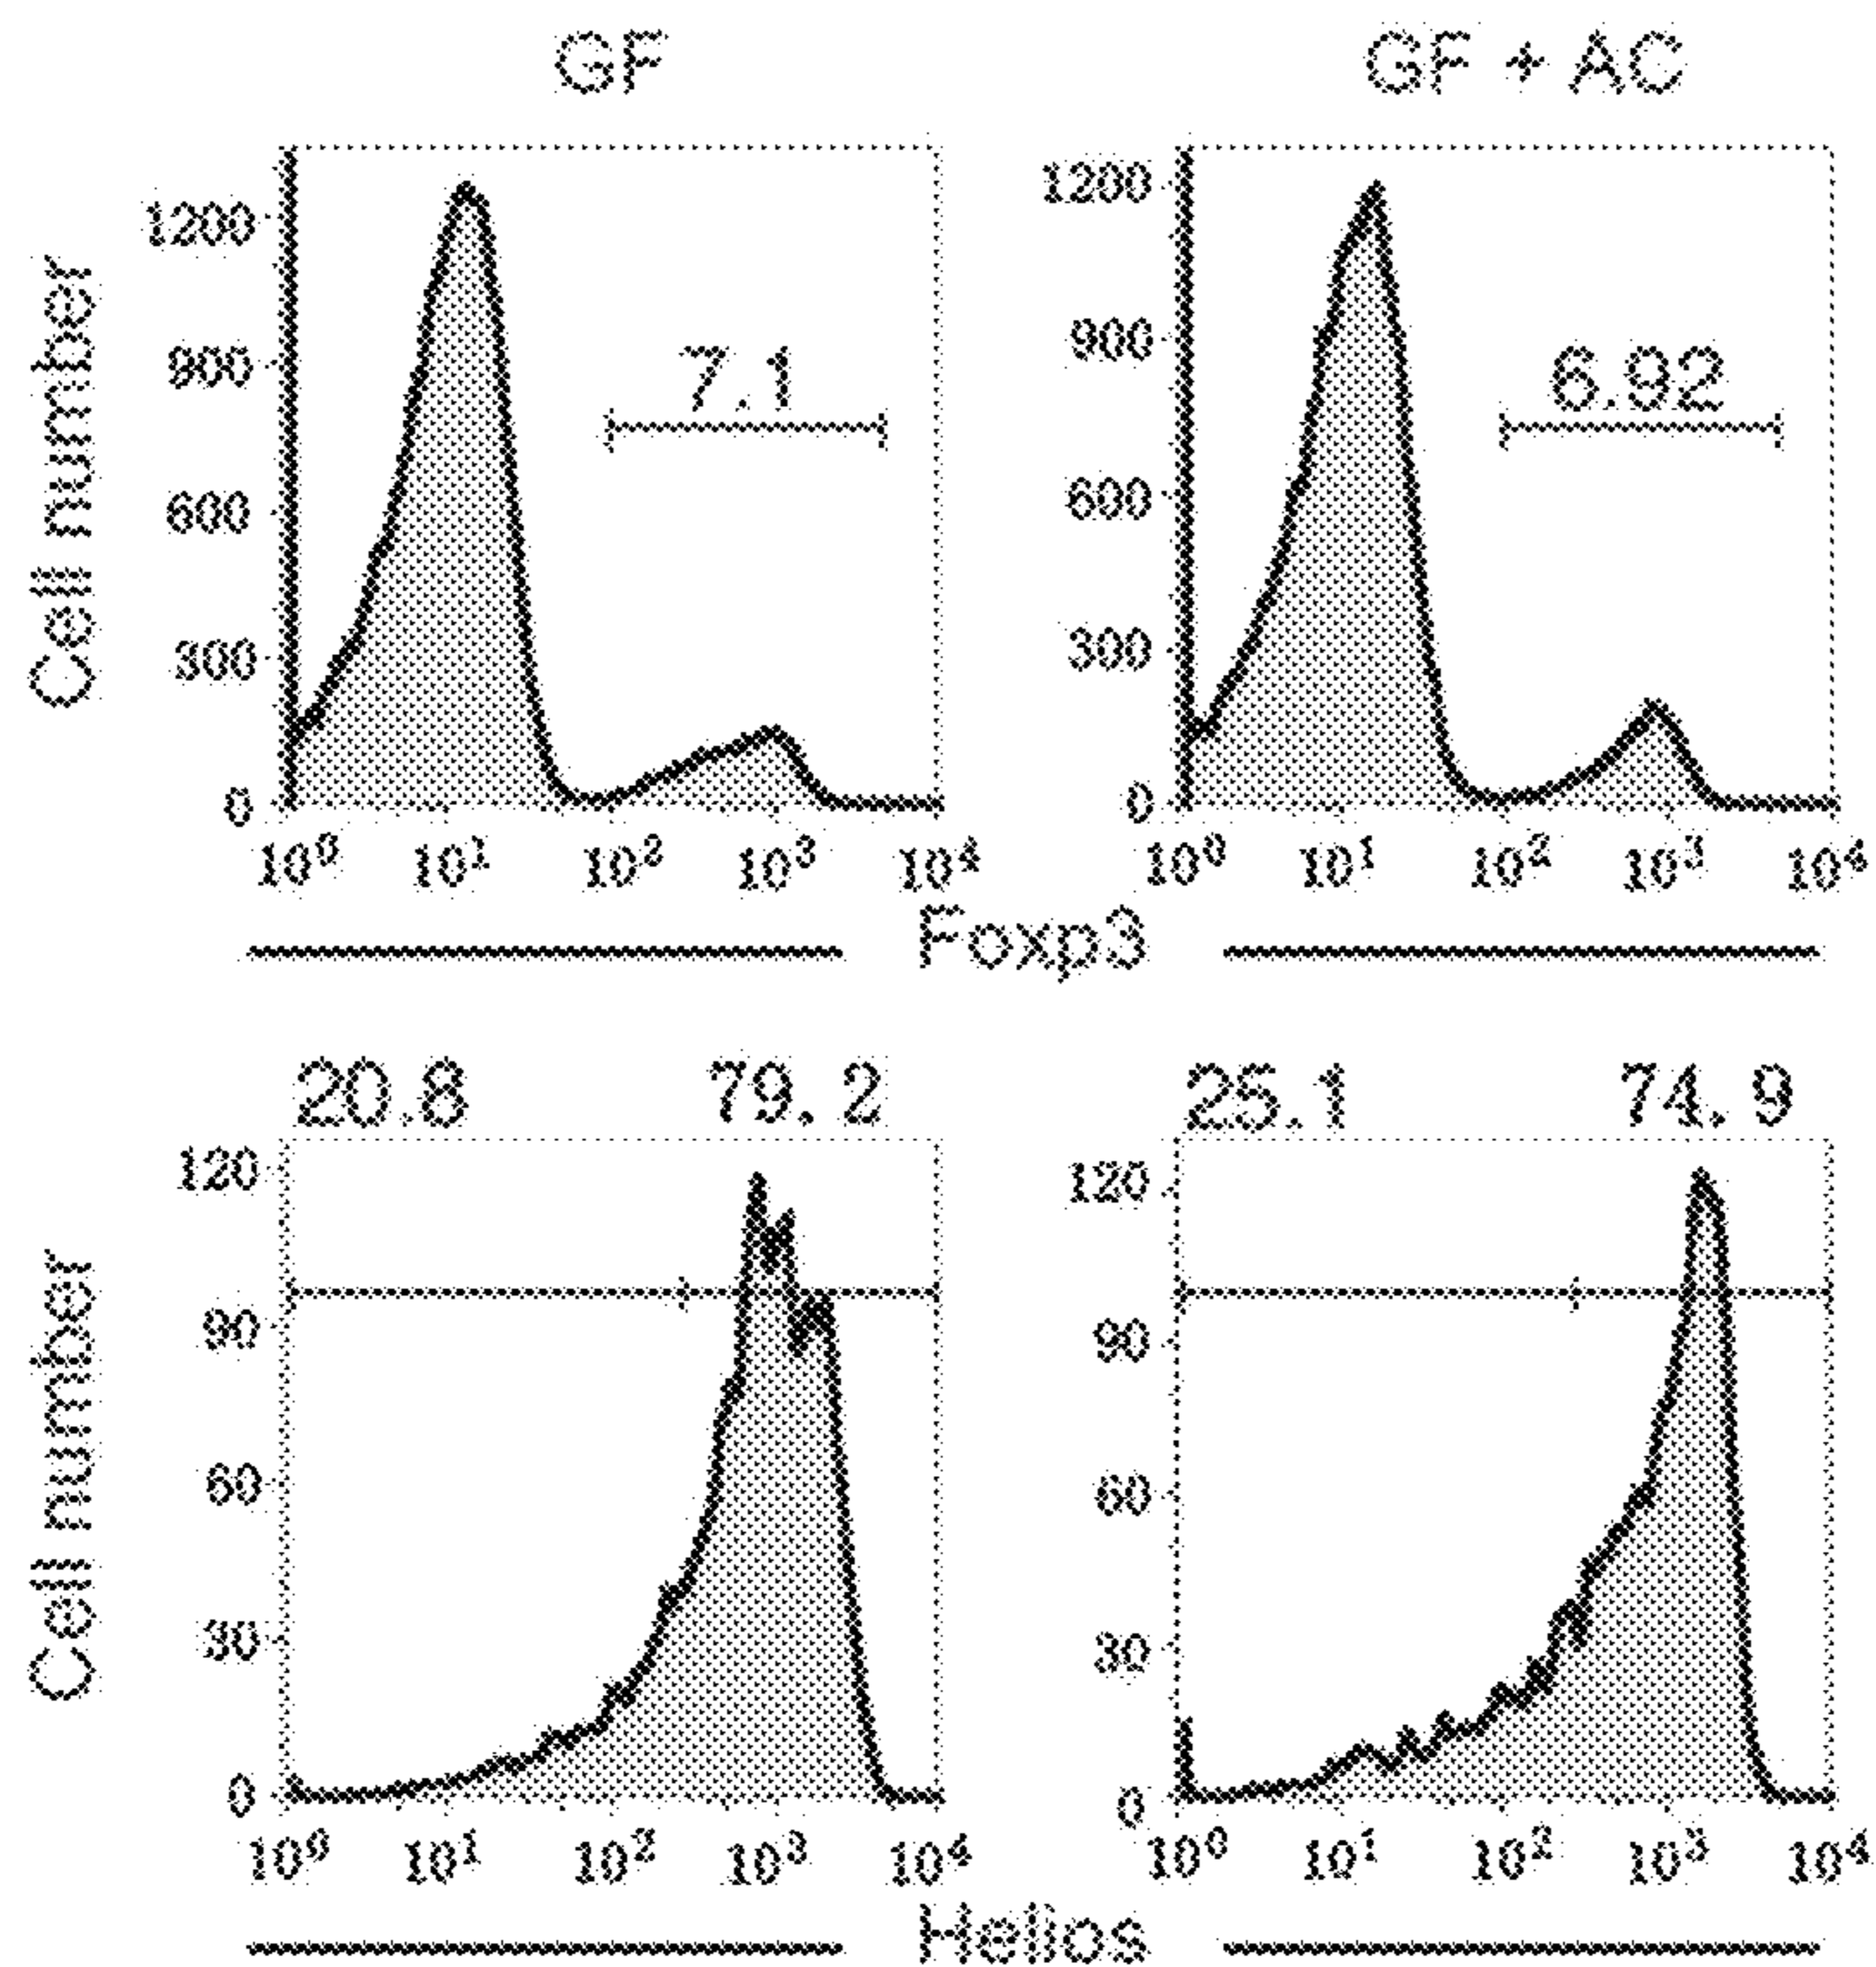 GF GF + AC
Cell number
1200 1200
900 900
7.1 6.92
600 600
300 300
0 0
10⁰ 10¹ 10² 10³ 10⁴ 10⁰ 10¹ 10² 10³ 10⁴
Foxp3
20.8 79.2 25.1 74.9
Cell number
120 120
90 90
60 60
30 30
0 0
10⁰ 10¹ 10² 10³ 10⁴ 10⁰ 10¹ 10² 10³ 10⁴
Helios